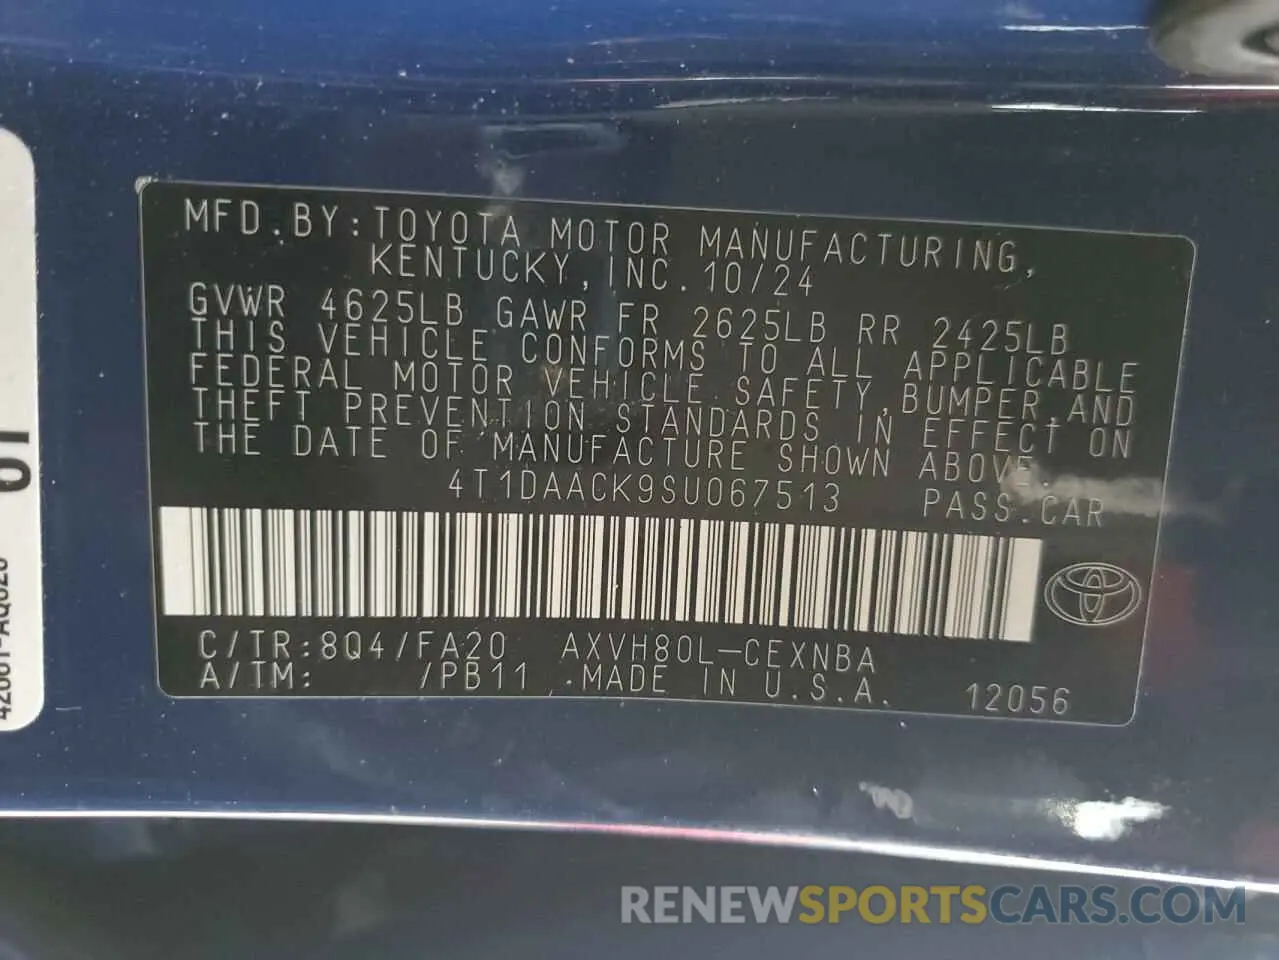 MFD.BY:TOYOTA MOTOR MANUFACTURING,
KENTUCKY,INC.10/24
GVWR 4625LB GAWR FR 2625LB RR 2425LB
THIS VEHICLE CONFORMS TO ALL APPLICABLE
FEDERAL MOTOR VEHICLE SAFETY,BUMPER,AND
THEFT PREVENTION STANDARDS IN EFFECT ON
THE DATE OF MANUFACTURE SHOWN ABOVE.
4T1DAACK9SU067513 PASS.CAR
C/TR:8Q4/FA20 AXVH80L-CEXNBA
A/TM: /PB11 MADE IN U.S.A. 12056
RENEWSPORTSCARS.COM